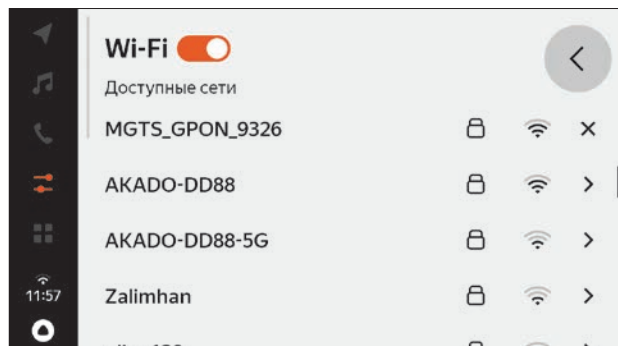 Wi-Fi
Доступные сети
MGTS_GPON_9326
AKADO-DD88
AKADO-DD88-5G
Zalimhan
11:57